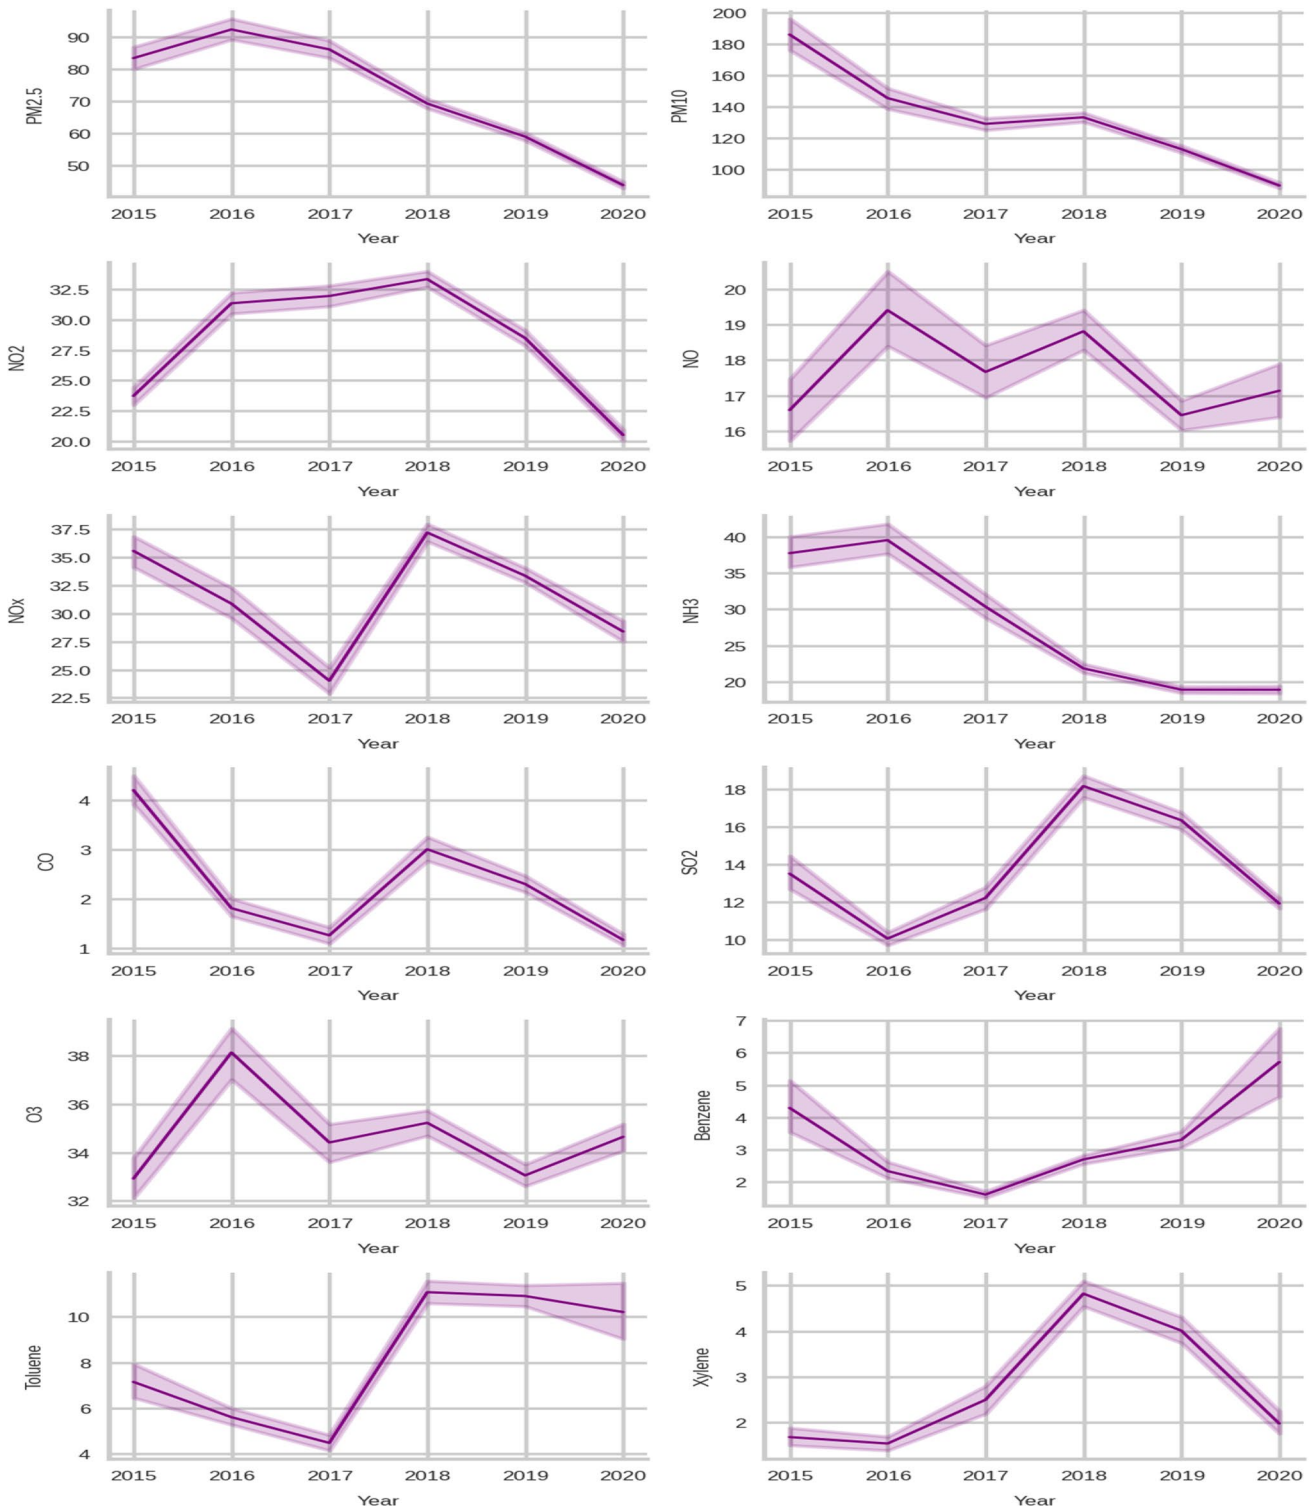 PM2.5
90
80
70
60
50
2015 2016 2017 2018 2019 2020
Year
PM10
200
180
160
140
120
100
2015 2016 2017 2018 2019 2020
Year
NO2
32.5
30.0
27.5
25.0
22.5
20.0
2015 2016 2017 2018 2019 2020
Year
NO
20
19
18
17
16
2015 2016 2017 2018 2019 2020
Year
NOx
37.5
35.0
32.5
30.0
27.5
25.0
22.5
2015 2016 2017 2018 2019 2020
Year
NH3
40
35
30
25
20
2015 2016 2017 2018 2019 2020
Year
CO
4
3
2
1
2015 2016 2017 2018 2019 2020
Year
SO2
18
16
14
12
10
2015 2016 2017 2018 2019 2020
Year
O3
38
36
34
32
2015 2016 2017 2018 2019 2020
Year
Benzene
7
6
5
4
3
2
2015 2016 2017 2018 2019 2020
Year
Toluene
10
8
6
4
2015 2016 2017 2018 2019 2020
Year
Xylene
5
4
3
2
2015 2016 2017 2018 2019 2020
Year